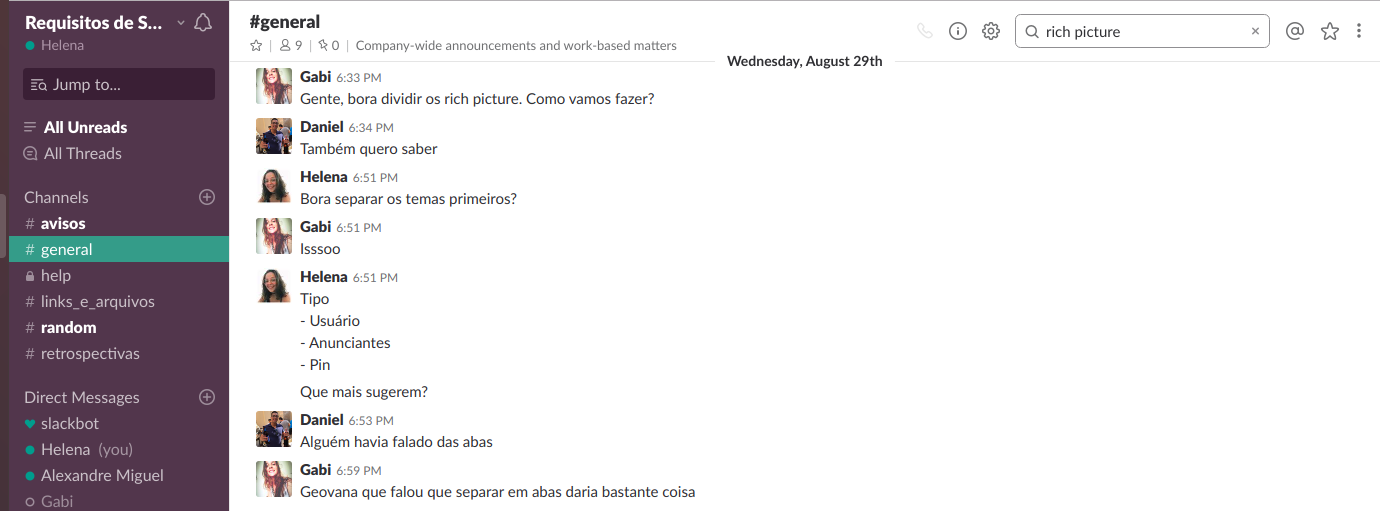 Requisitos de S...
Helena
Jump to...
All Unreads
All Threads
Channels
# avisos
# general
help
# links_e_arquivos
# random
# retrospectivas
Direct Messages
slackbot
Helena (you)
Alexandre Miguel
Gabi
#general
9 | 0 | Company-wide announcements and work-based matters
rich picture
Wednesday, August 29th
Gabi 6:33 PM
Gente, bora dividir os rich picture. Como vamos fazer?
Daniel 6:34 PM
Também quero saber
Helena 6:51 PM
Bora separar os temas primeiros?
Gabi 6:51 PM
Isssoo
Helena 6:51 PM
Tipo
- Usuário
- Anunciantes
- Pin
Que mais sugerem?
Daniel 6:53 PM
Alguém havia falado das abas
Gabi 6:59 PM
Geovana que falou que separar em abas daria bastante coisa